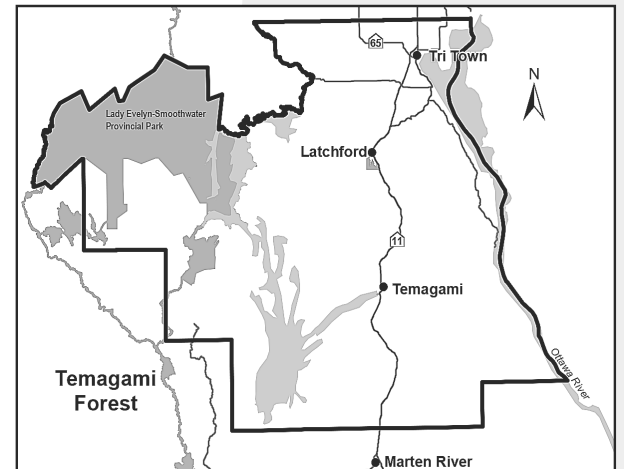 65
Tri Town
N
Lady Evelyn-Smoothwater
Provincial Park
Latchford
11
Temagami
Ottawa River
Temagami
Forest
Marten River